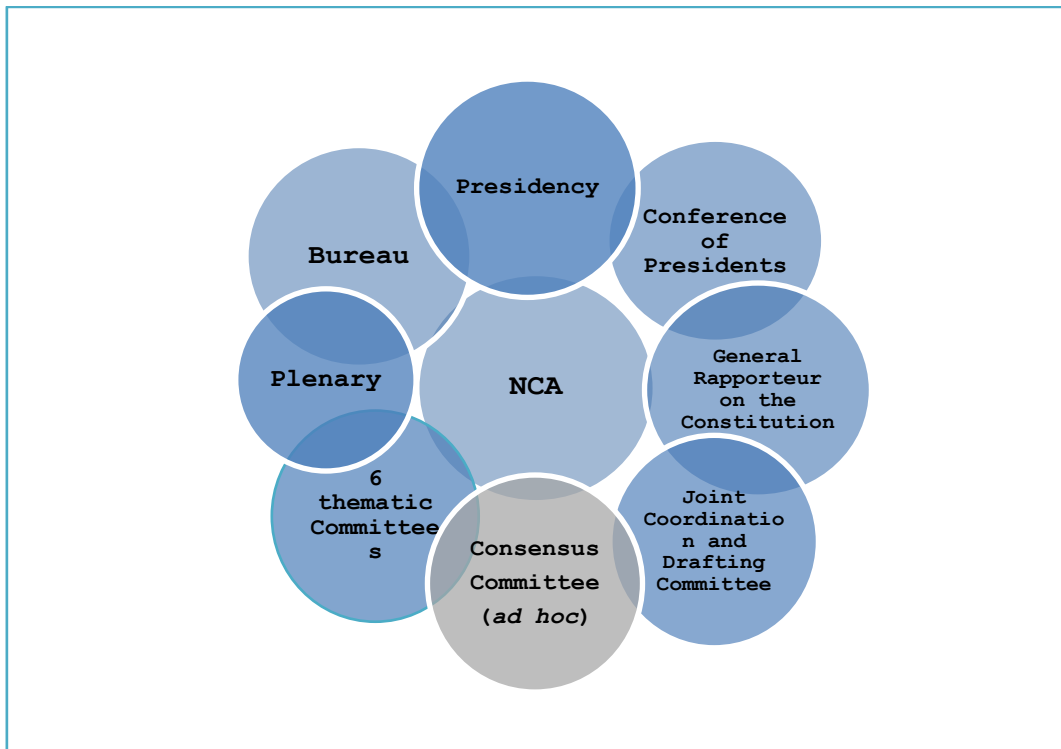 Presidency
Conference
of
Presidents
Bureau
General
Rapporteur
on the
Constitution
Plenary
NCA
6
thematic
Committee
s
Joint
Coordinatio
n and
Drafting
Committee
Consensus
Committee
(ad hoc)